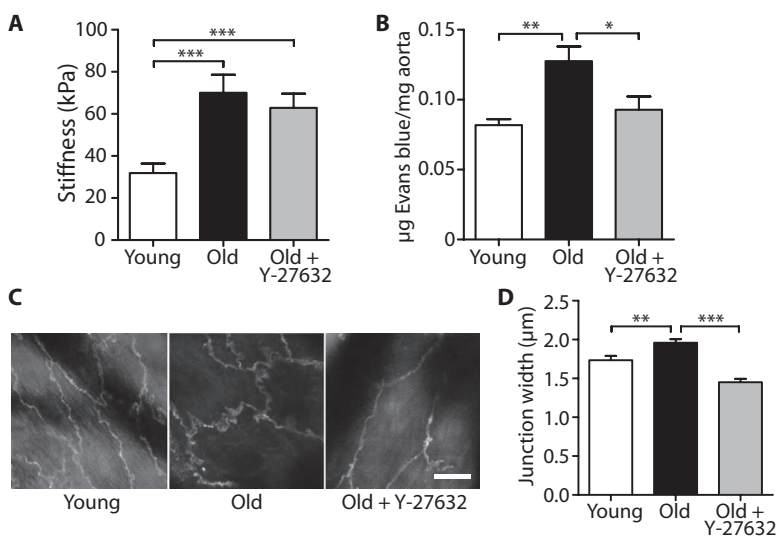 A
Stiffness (kPa)
100
80
60
40
20
0
***
***
Young
Old
Old +
Y-27632
B
µg Evans blue/mg aorta
0.15
0.10
0.05
0
**
*
Young
Old
Old +
Y-27632
C
Young
Old
Old + Y-27632
D
Junction width (µm)
2.5
2.0
1.5
1.0
0.5
0.0
**
***
Young
Old
Old +
Y-27632